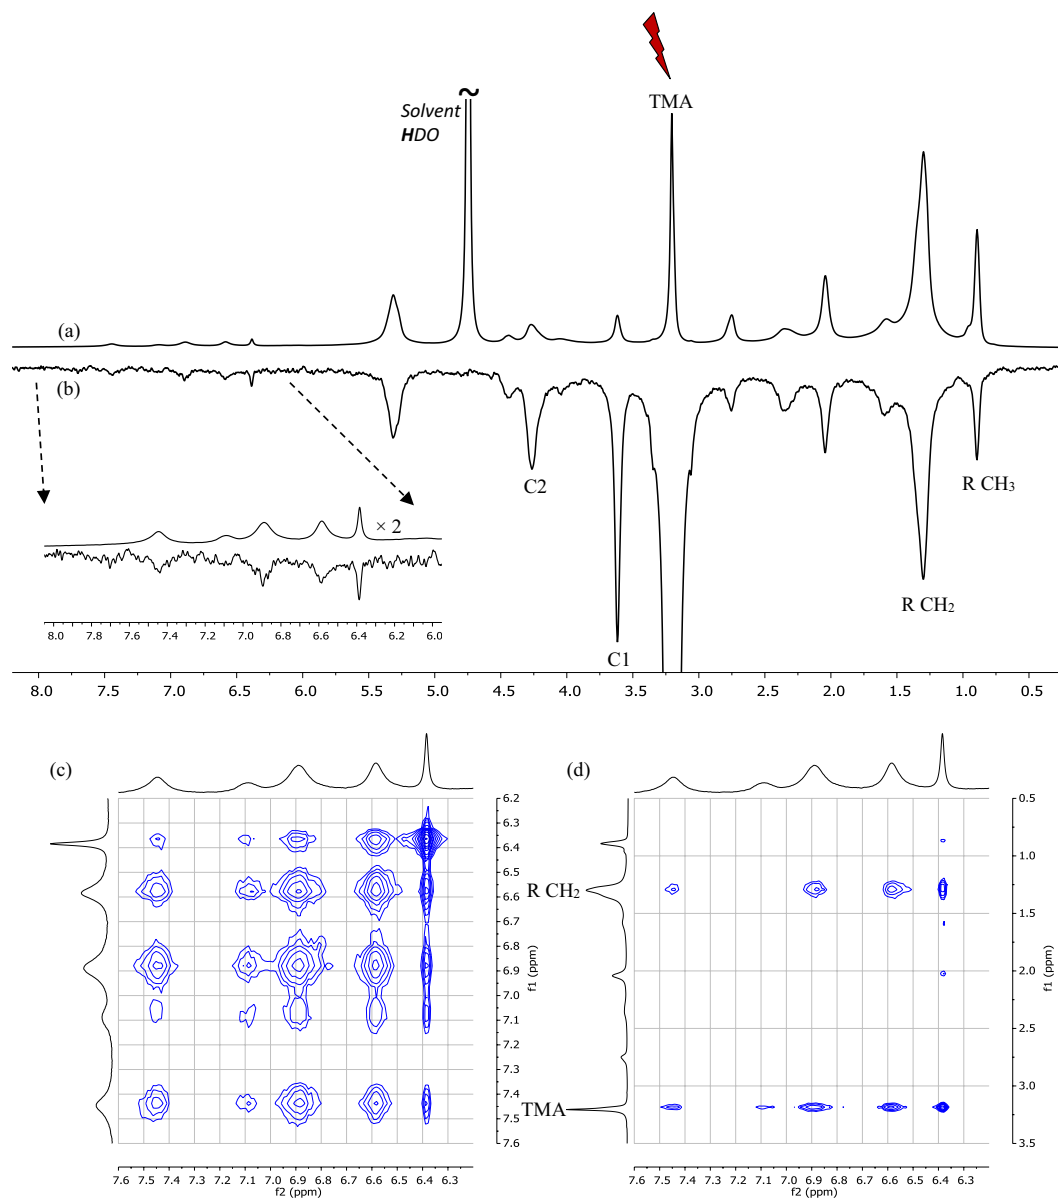 Solvent
HDO
~
TMA
(a)
(b)
C2
R CH3
× 2
R CH2
C1
8.0 7.8 7.6 7.4 7.2 7.0 6.8 6.6 6.4 6.2 6.0
8.0 7.5 7.0 6.5 6.0 5.5 5.0 4.5 4.0 3.5 3.0 2.5 2.0 1.5 1.0 0.5
(c)
6.2
6.3
6.4
6.5
6.6
6.7
6.8
6.9
7.0
7.1
7.2
7.3
7.4
7.5
7.6
f1 (ppm)
7.6 7.5 7.4 7.3 7.2 7.1 7.0 6.9 6.8 6.7 6.6 6.5 6.4 6.3
f2 (ppm)
(d)
R CH2
TMA
0.5
1.0
1.5
2.0
2.5
3.0
3.5
f1 (ppm)
7.6 7.5 7.4 7.3 7.2 7.1 7.0 6.9 6.8 6.7 6.6 6.5 6.4 6.3
f2 (ppm)